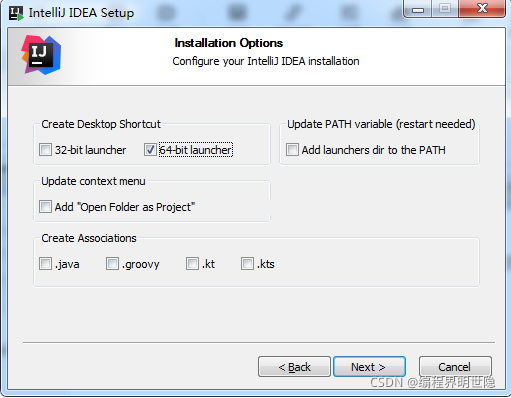 IntelliJ IDEA Setup
IJ
Installation Options
Configure your IntelliJ IDEA installation
Create Desktop Shortcut
32-bit launcher
64-bit launcher
Update PATH variable (restart needed)
Add launchers dir to the PATH
Update context menu
Add "Open Folder as Project"
Create Associations
.java
.groovy
.kt
.kts
< Back
Next >
Cancel
CSDN @编程界明世隐